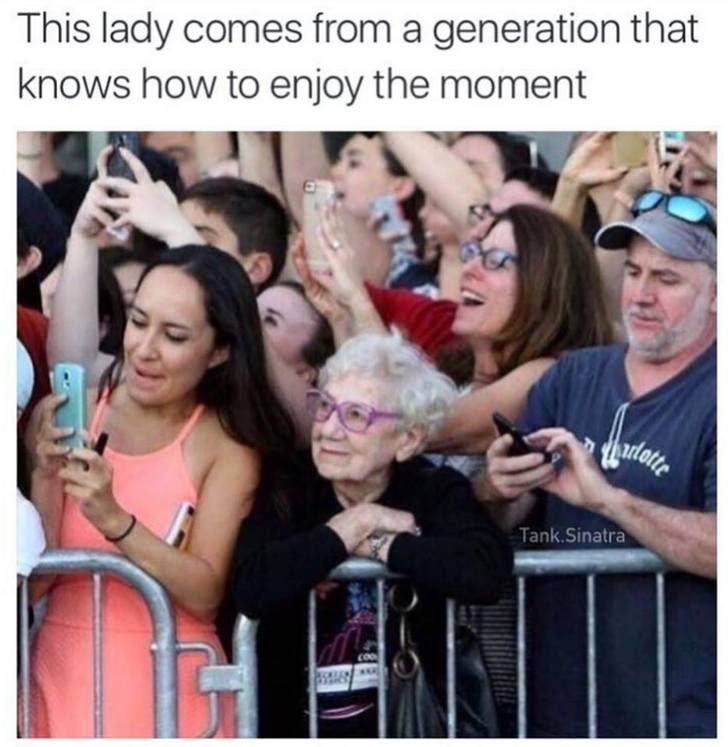 This lady comes from a generation that
knows how to enjoy the moment
Tank.Sinatra